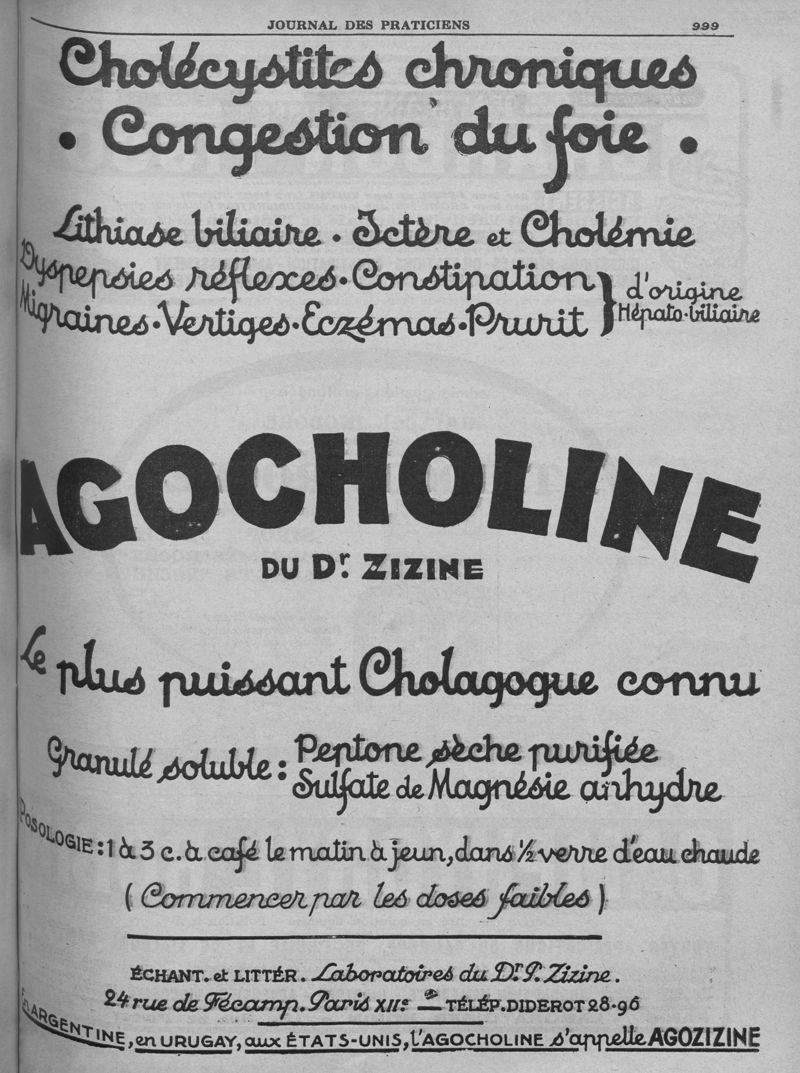 JOURNAL DES PRATICIENS 999
Cholécystites chroniques
• Congestion du foie •
Lithiase biliaire • Ictère et Cholémie
Dyspepsies réflexes • Constipation
Migraines • Vertiges • Eczémas • Prurit } d'origine
Hépato-biliaire
AGOCHOLINE
DU Dr. ZIZINE
Le plus puissant Cholagogue connu
Granulé soluble : Peptone sèche purifiée
Sulfate de Magnésie anhydre
POSOLOGIE : 1 à 3 c. à café le matin à jeun, dans ½ verre d'eau chaude
( Commencer par les doses faibles )
ÉCHANT. et LITTÉR. Laboratoires du Dr. P. Zizine.
24 rue de Fécamp. Paris XIIe — TÉLÉP. DIDEROT 28-96
En ARGENTINE, en URUGAY, aux ÉTATS-UNIS, l'AGOCHOLINE s'appelle AGOZIZINE